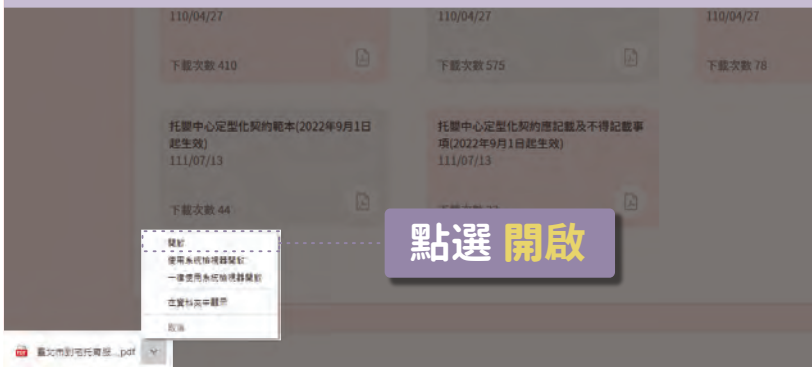 110/04/27
110/04/27
110/04/27
下載次數 410
下載次數 575
下載次數 78
托嬰中心定型化契約範本(2022年9月1日
起生效)
111/07/13
托嬰中心定型化契約應記載及不得記載事
項(2022年9月1日起生效)
111/07/13
下載次數 44
點選 開啟
開啟
使用系統檢視器開啟
一律使用系統檢視器開啟
在資料夾中顯示
取消
臺北市到宅托育服...pdf